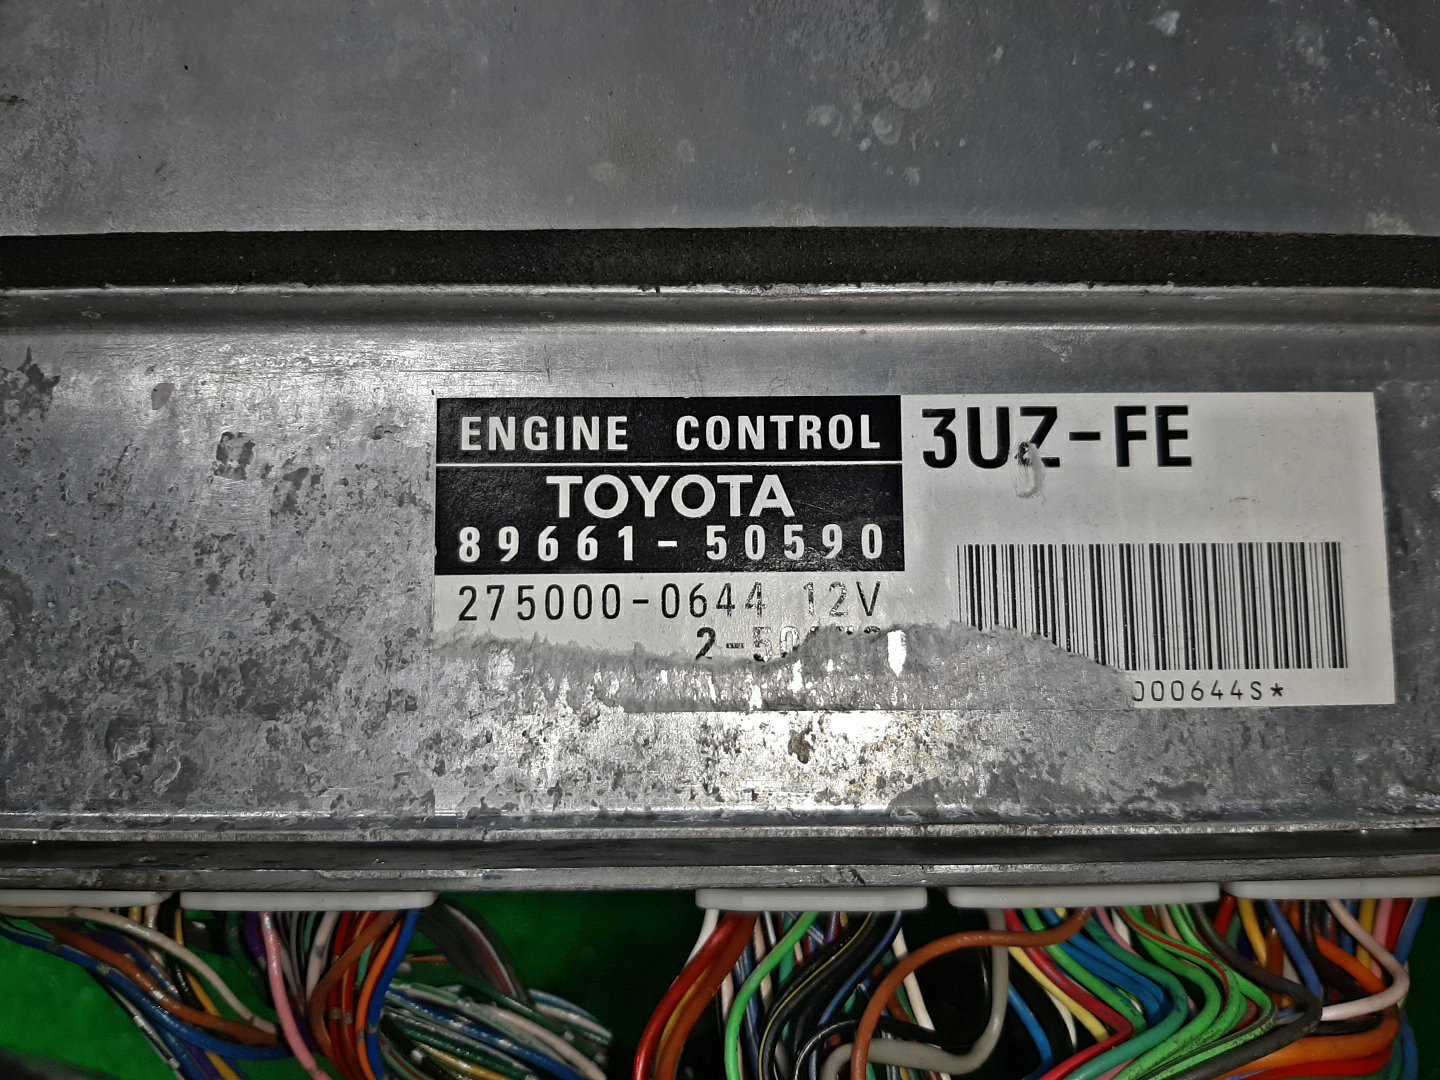 ENGINE CONTROL
3UZ-FE
TOYOTA
89661-50590
275000-0644 12V
000644S*